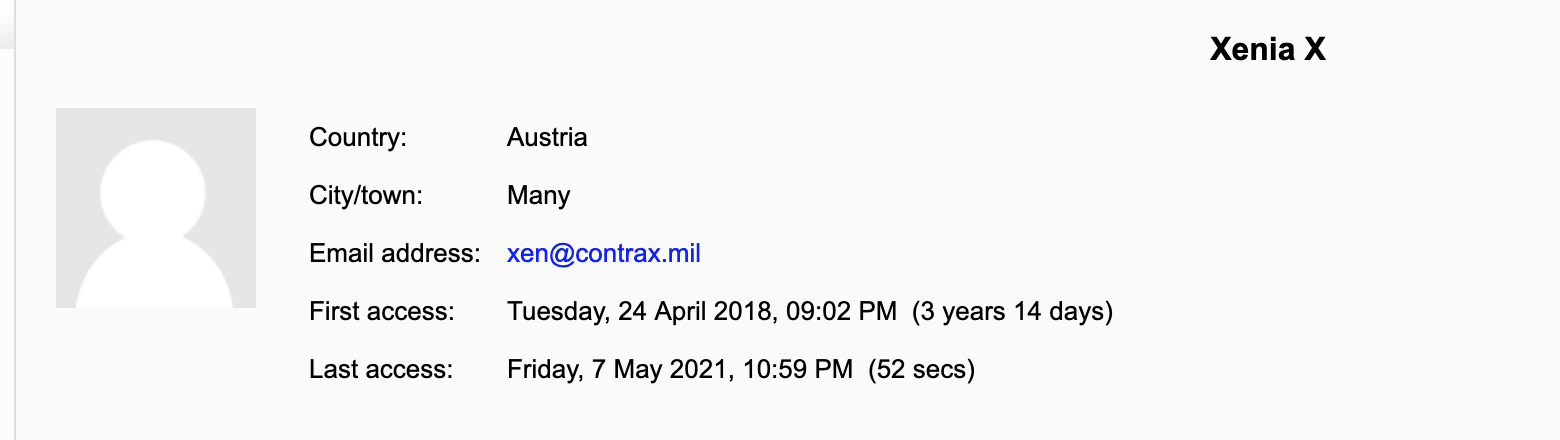 Xenia X
Country: Austria
City/town: Many
Email address: xen@contrax.mil
First access: Tuesday, 24 April 2018, 09:02 PM  (3 years 14 days)
Last access: Friday, 7 May 2021, 10:59 PM  (52 secs)